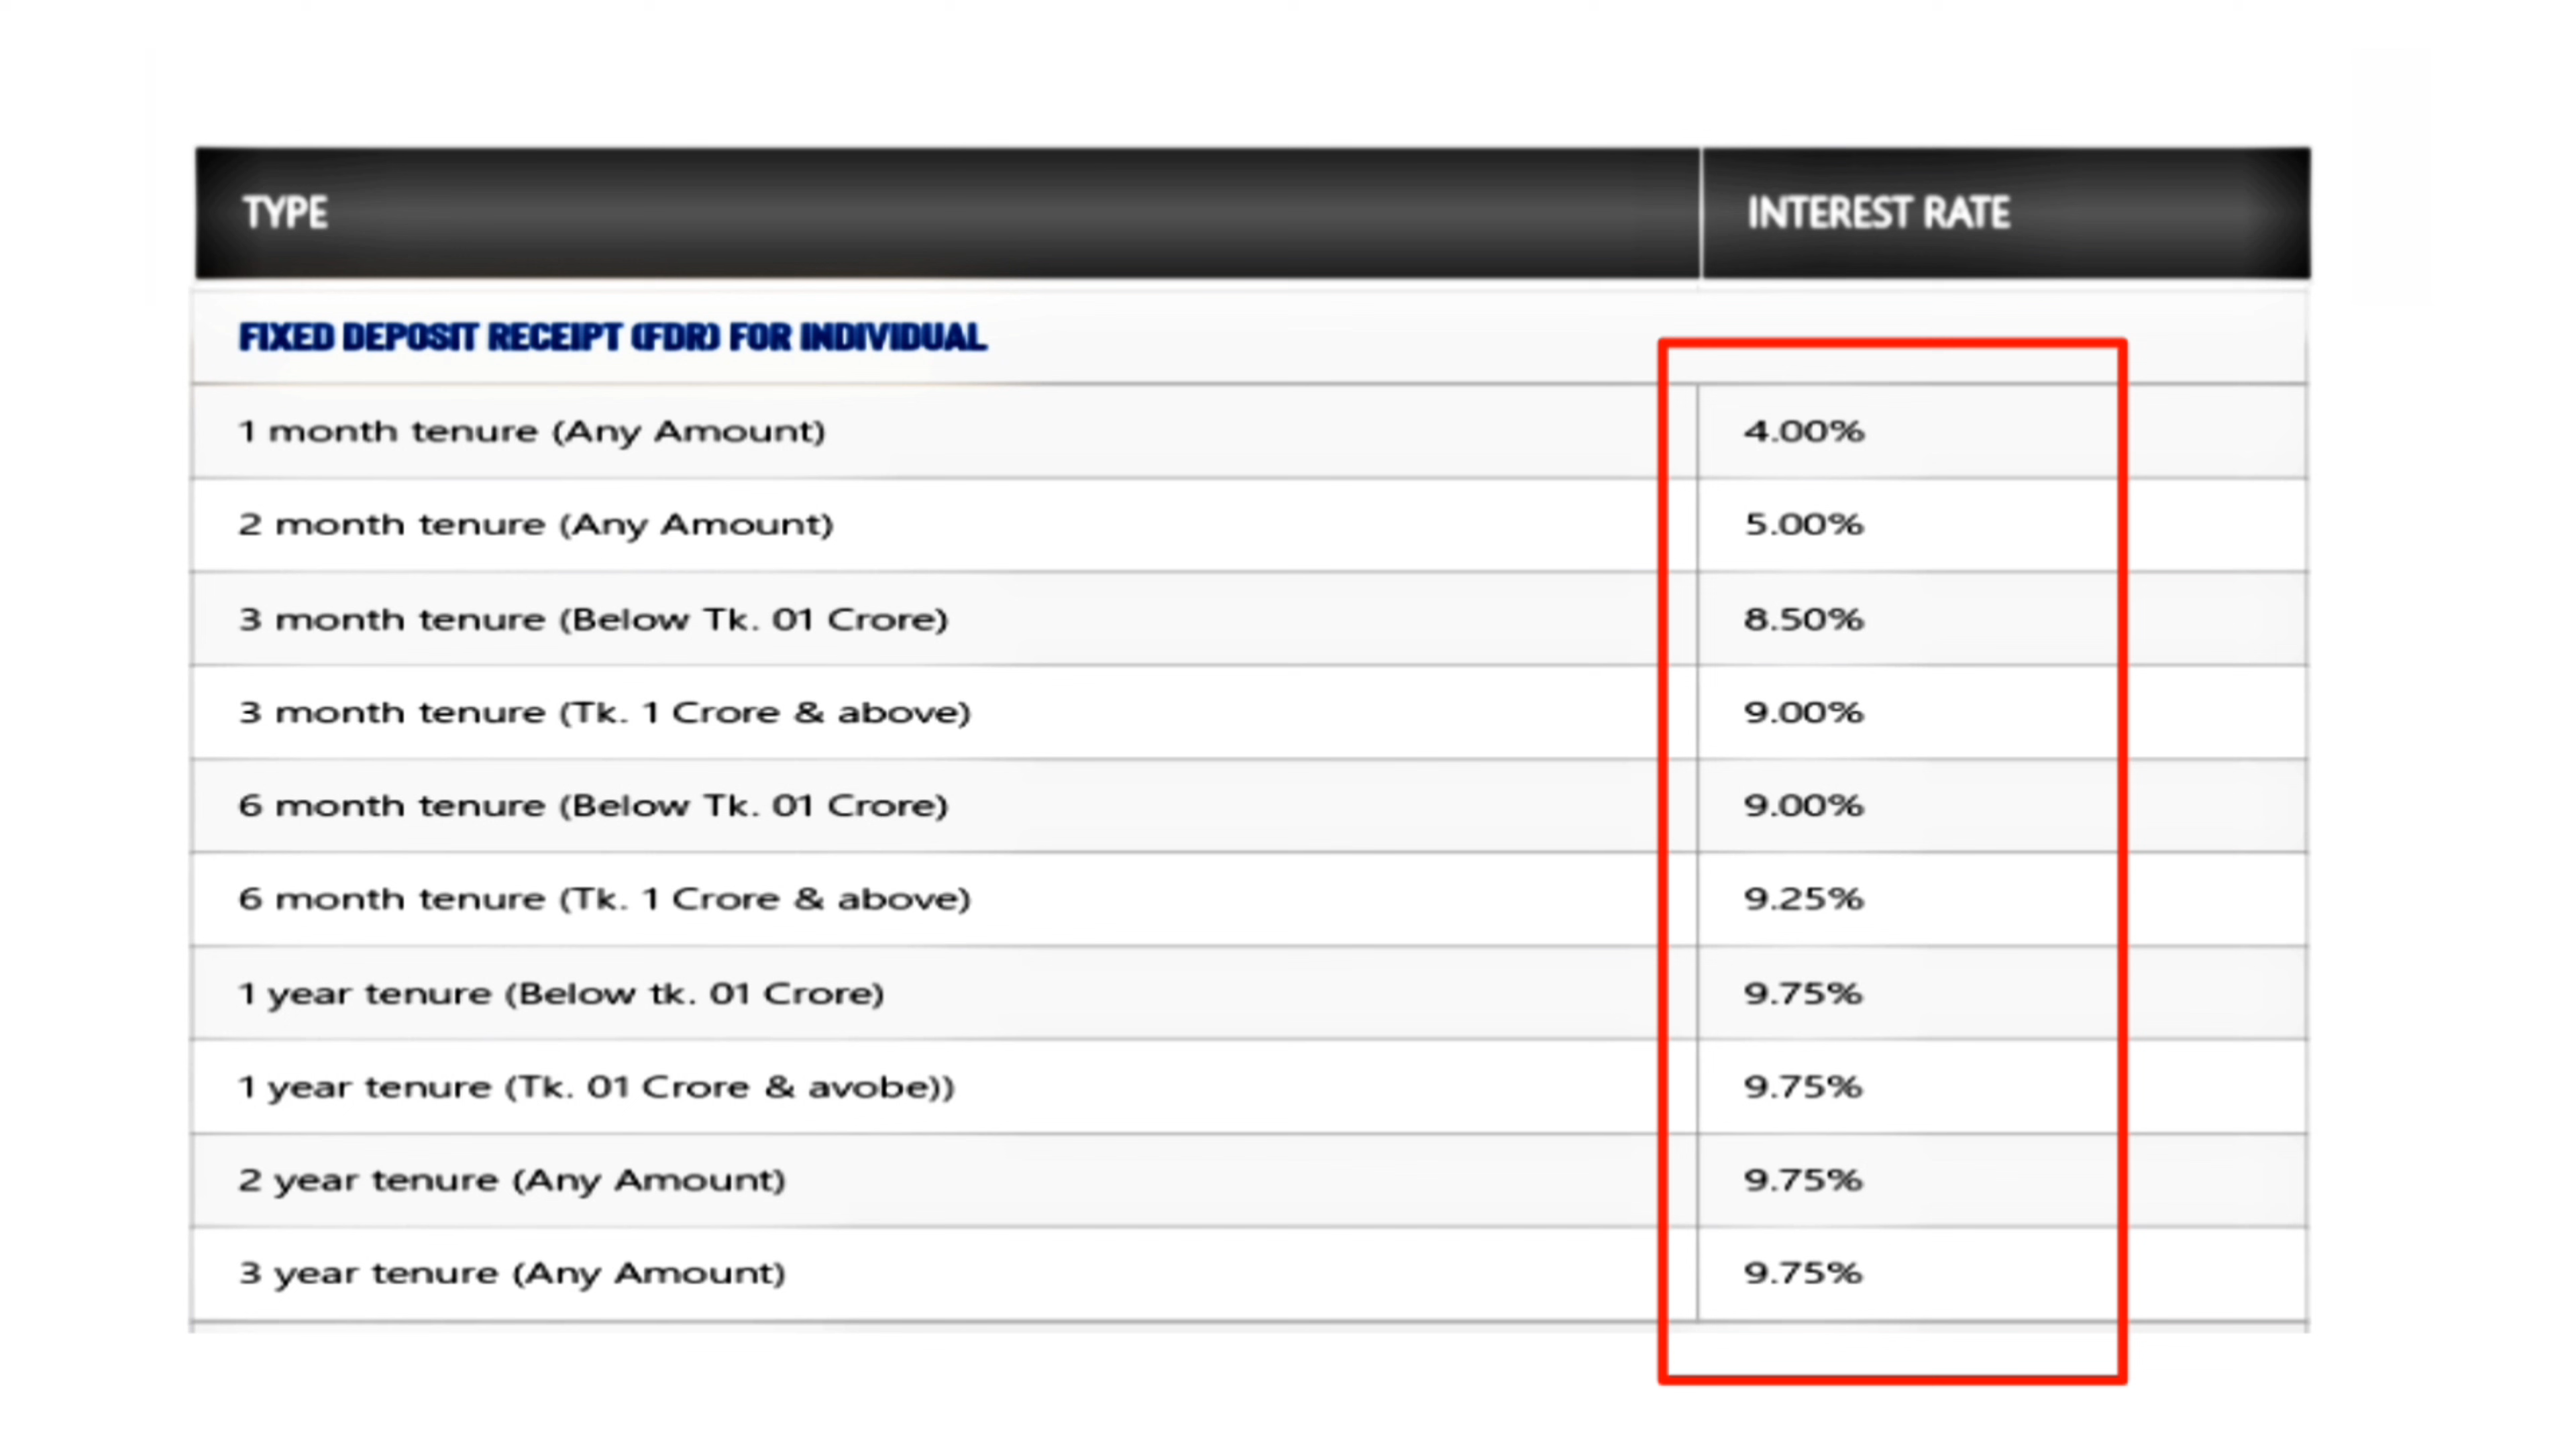 TYPE INTEREST RATE
FIXED DEPOSIT RECEIPT (FDR) FOR INDIVIDUAL
1 month tenure (Any Amount) 4.00%
2 month tenure (Any Amount) 5.00%
3 month tenure (Below Tk. 01 Crore) 8.50%
3 month tenure (Tk. 1 Crore & above) 9.00%
6 month tenure (Below Tk. 01 Crore) 9.00%
6 month tenure (Tk. 1 Crore & above) 9.25%
1 year tenure (Below tk. 01 Crore) 9.75%
1 year tenure (Tk. 01 Crore & avobe)) 9.75%
2 year tenure (Any Amount) 9.75%
3 year tenure (Any Amount) 9.75%